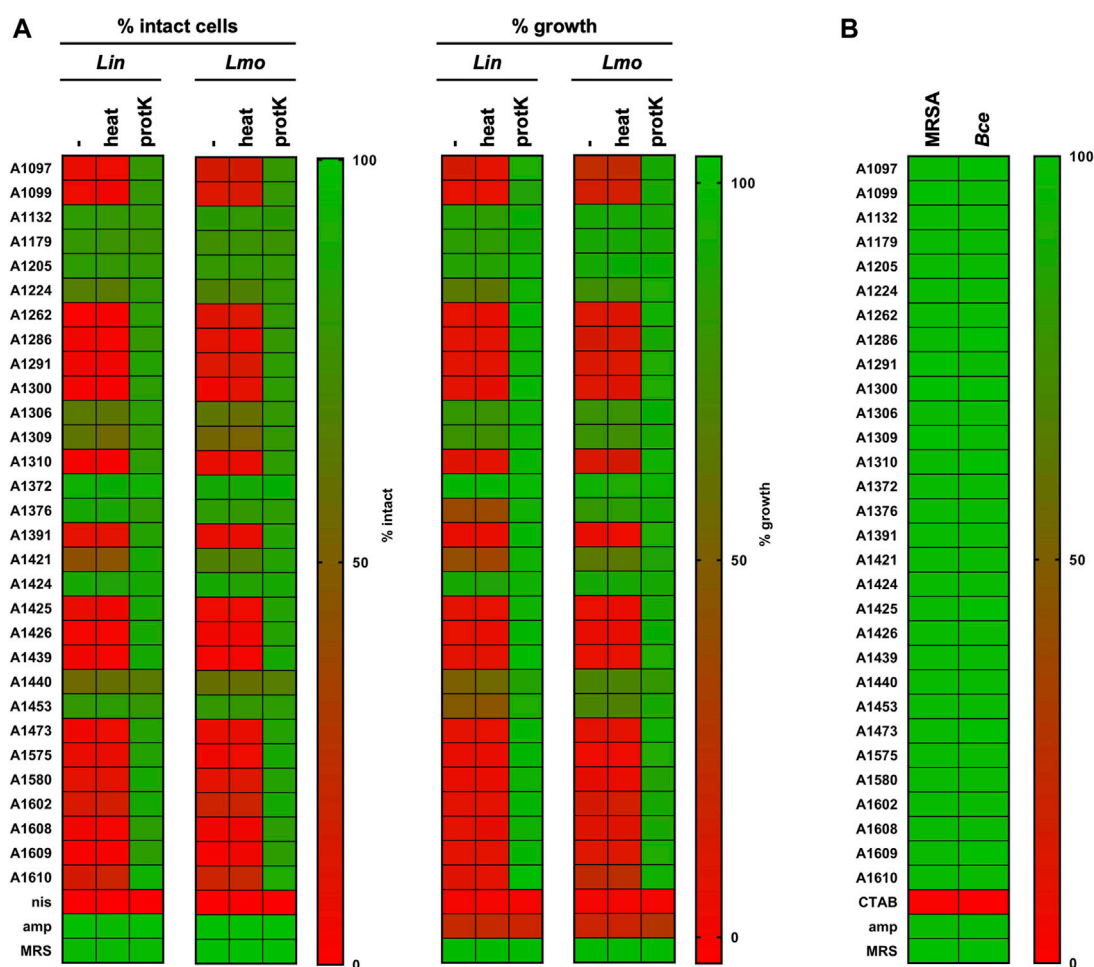 A
B
% intact cells
% growth
Lin
Lmo
Lin
Lmo
- heat protK
- heat protK
- heat protK
- heat protK
MRSA Bce
A1097
A1099
A1132
A1179
A1205
A1224
A1262
A1286
A1291
A1300
A1306
A1309
A1310
A1372
A1376
A1391
A1421
A1424
A1425
A1426
A1439
A1440
A1453
A1473
A1575
A1580
A1602
A1608
A1609
A1610
nis
amp
MRS
100
50
0
% intact
100
50
0
% growth
A1097
A1099
A1132
A1179
A1205
A1224
A1262
A1286
A1291
A1300
A1306
A1309
A1310
A1372
A1376
A1391
A1421
A1424
A1425
A1426
A1439
A1440
A1453
A1473
A1575
A1580
A1602
A1608
A1609
A1610
CTAB
amp
MRS
100
50
0